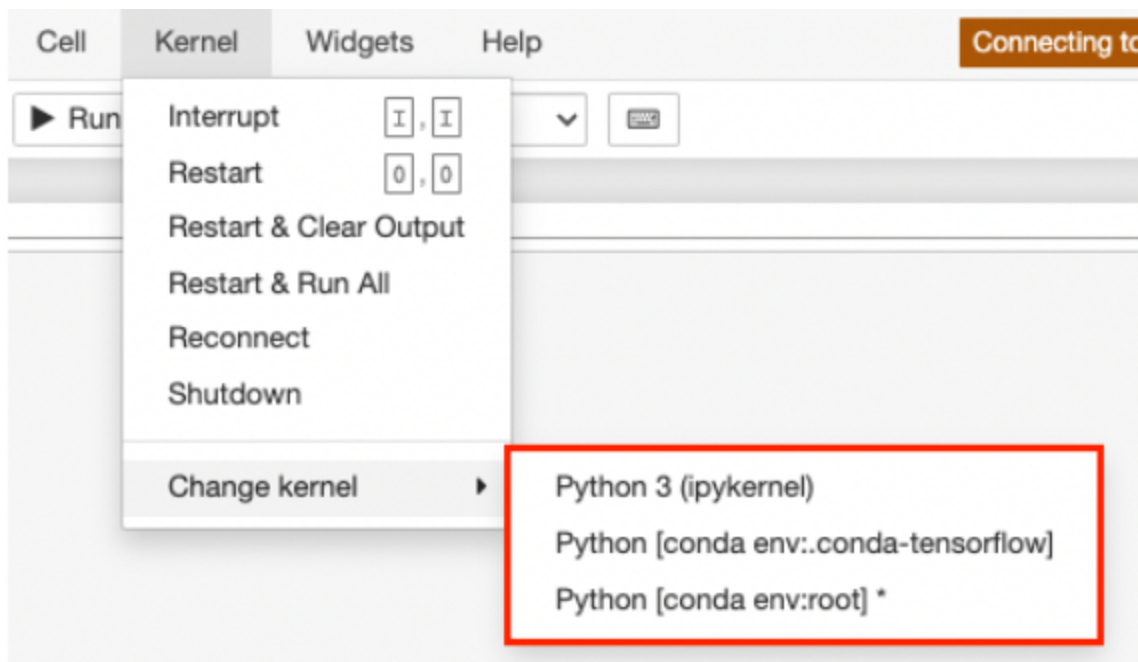 Cell Kernel Widgets Help Connecting to
Run
Interrupt I, I
Restart 0, 0
Restart & Clear Output
Restart & Run All
Reconnect
Shutdown
Change kernel
Python 3 (ipykernel)
Python [conda env:.conda-tensorflow]
Python [conda env:root] *